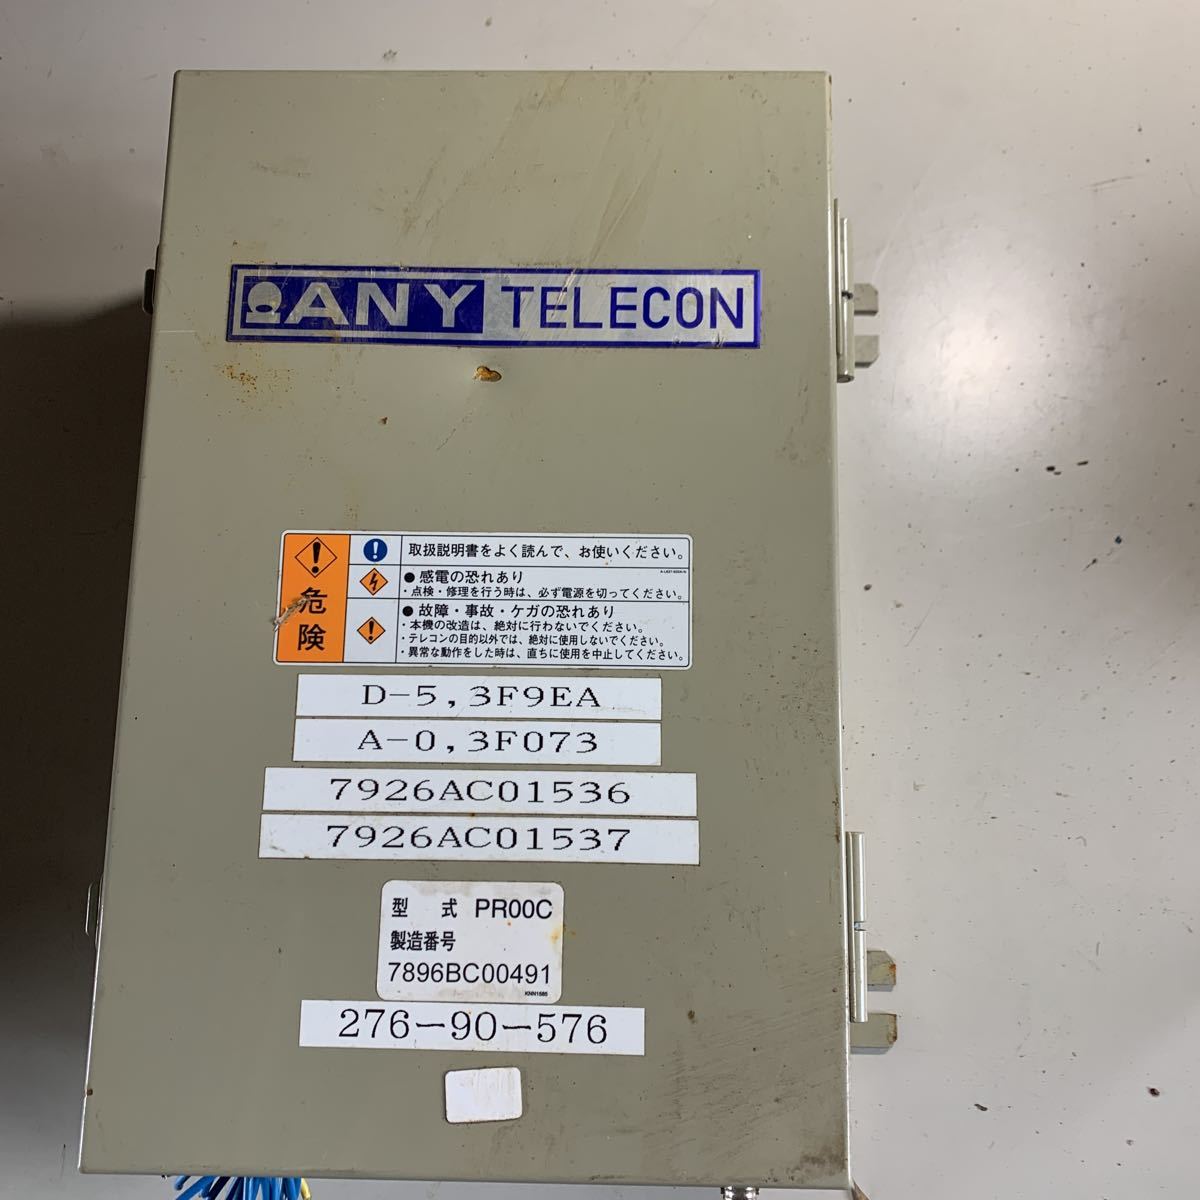 ANY TELECON
取扱説明書をよく読んで、お使いください。
危険
●感電の恐れあり
・点検・修理を行う時は、必ず電源を切ってください。
●故障・事故・ケガの恐れあり
・本機の改造は、絶対に行わないでください。
・テレコンの目的以外では、絶対に使用しないでください。
・異常な動作をした時は、直ちに使用を中止してください。
D-5,3F9EA
A-0,3F073
7926AC01536
7926AC01537
型 式 PR00C
製造番号
7896BC00491
KNN1585
276-90-576